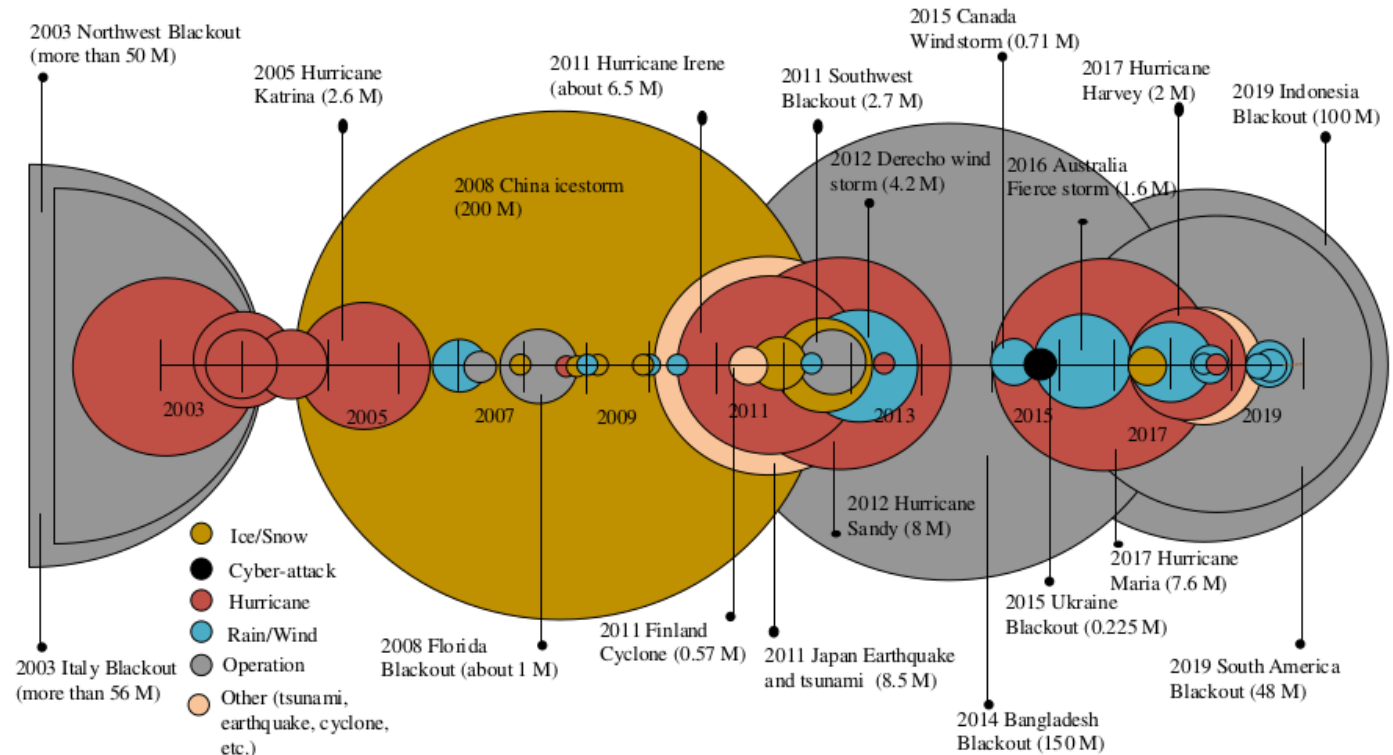 2003 Northwest Blackout
(more than 50 M)
2005 Hurricane
Katrina (2.6 M)
2011 Hurricane Irene
(about 6.5 M)
2011 Southwest
Blackout (2.7 M)
2015 Canada
Windstorm (0.71 M)
2017 Hurricane
Harvey (2 M)
2019 Indonesia
Blackout (100 M)
2008 China icestorm
(200 M)
2012 Derecho wind
storm (4.2 M)
2016 Australia
Fierce storm (1.6 M)
2003
2005
2007
2009
2011
2013
2015
2017
2019
Ice/Snow
Cyber-attack
Hurricane
Rain/Wind
Operation
Other (tsunami,
earthquake, cyclone,
etc.)
2003 Italy Blackout
(more than 56 M)
2008 Florida
Blackout (about 1 M)
2011 Finland
Cyclone (0.57 M)
2011 Japan Earthquake
and tsunami (8.5 M)
2012 Hurricane
Sandy (8 M)
2014 Bangladesh
Blackout (150 M)
2015 Ukraine
Blackout (0.225 M)
2017 Hurricane
Maria (7.6 M)
2019 South America
Blackout (48 M)